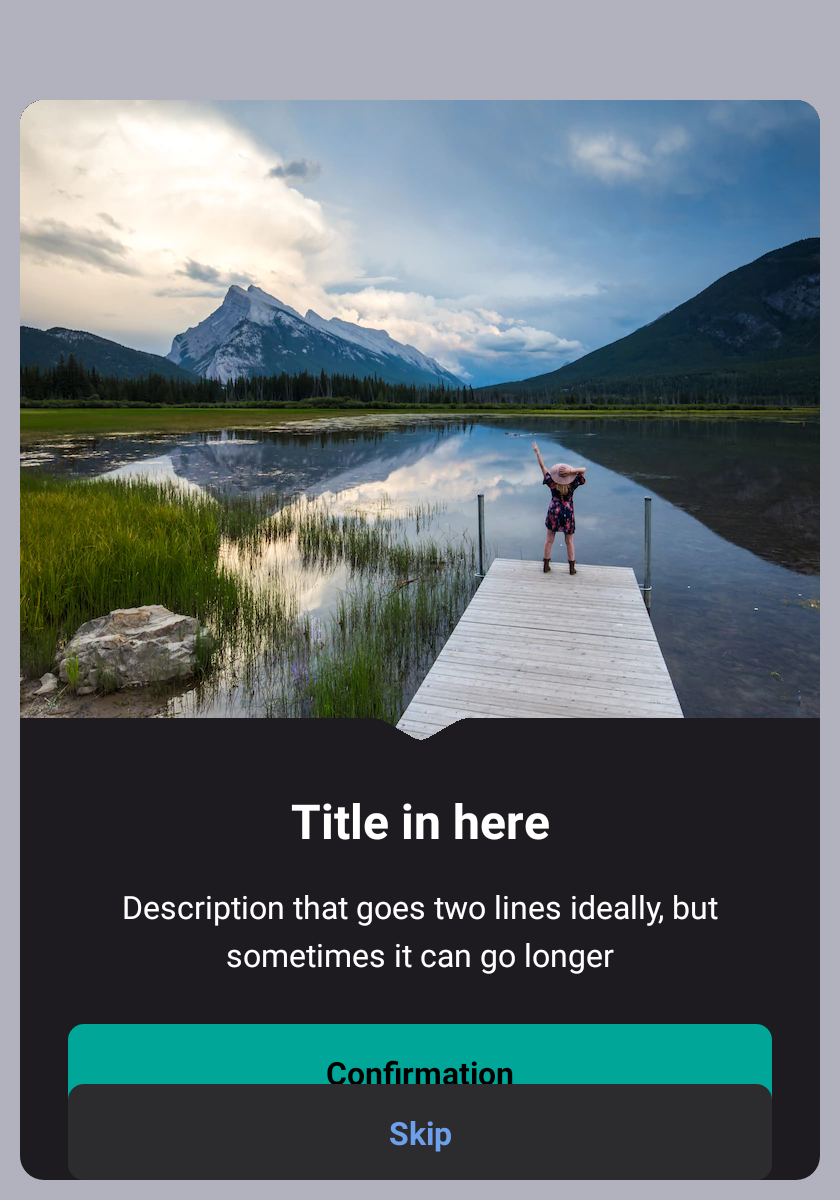 Title in here
Description that goes two lines ideally, but
sometimes it can go longer
Confirmation
Skip